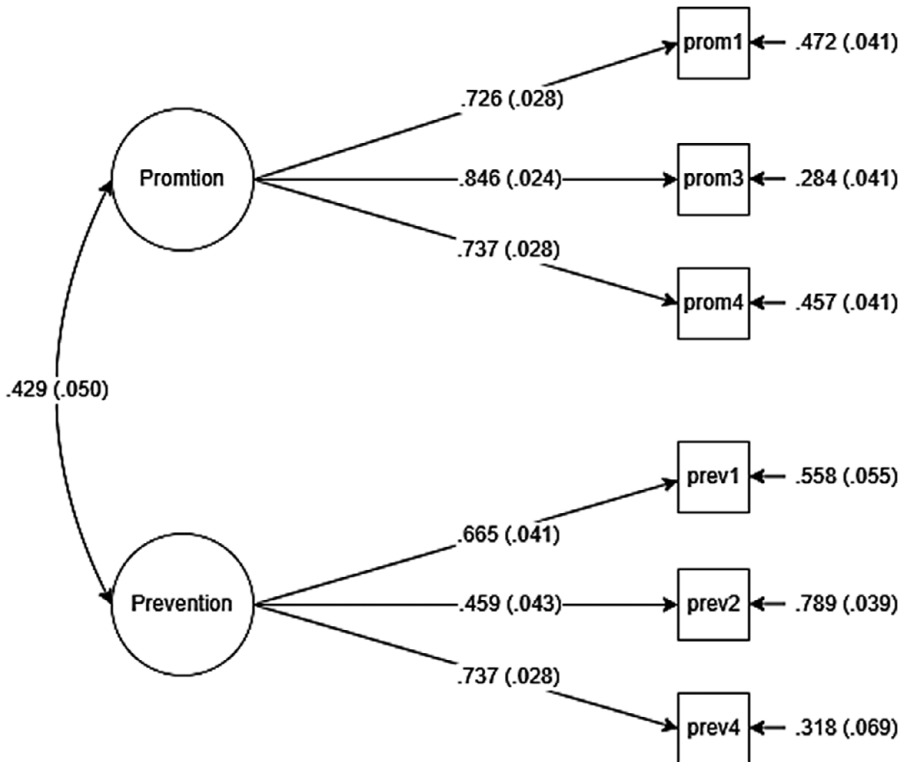 prom1
.472 (.041)
.726 (.028)
Promtion
.846 (.024)
prom3
.284 (.041)
.737 (.028)
prom4
.457 (.041)
.429 (.050)
prev1
.558 (.055)
.665 (.041)
Prevention
.459 (.043)
prev2
.789 (.039)
.737 (.028)
prev4
.318 (.069)